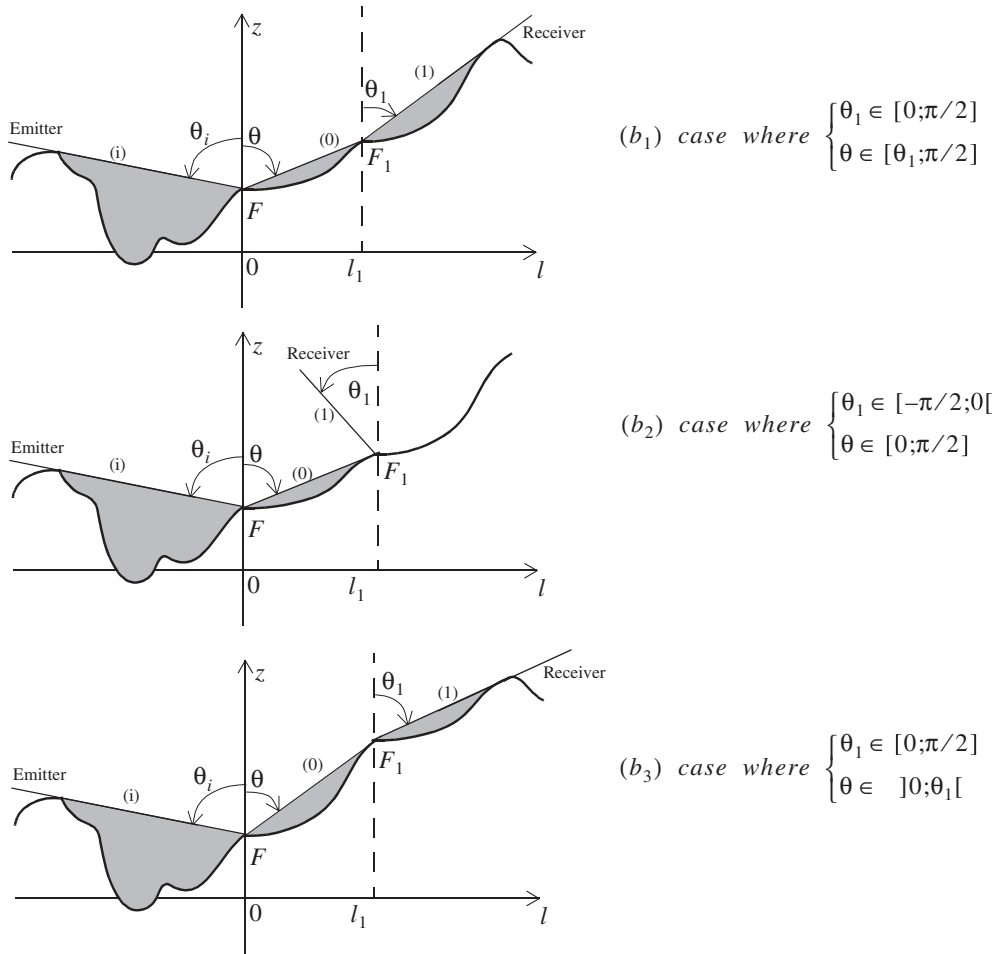 z
Receiver
(1)
θ₁
Emitter
(i)
θᵢ
θ
(0)
F₁
F
0
l₁
l
(b₁) case where { θ₁ ∈ [0;π/2]
θ ∈ [θ₁;π/2]
z
Receiver
θ₁
(1)
Emitter
(i)
θᵢ
θ
(0)
F₁
F
0
l₁
l
(b₂) case where { θ₁ ∈ [–π/2;0[
θ ∈ [0;π/2]
z
θ₁
(1)
Receiver
Emitter
(i)
θᵢ
θ
(0)
F₁
F
0
l₁
l
(b₃) case where { θ₁ ∈ [0;π/2]
θ ∈ ]0;θ₁[